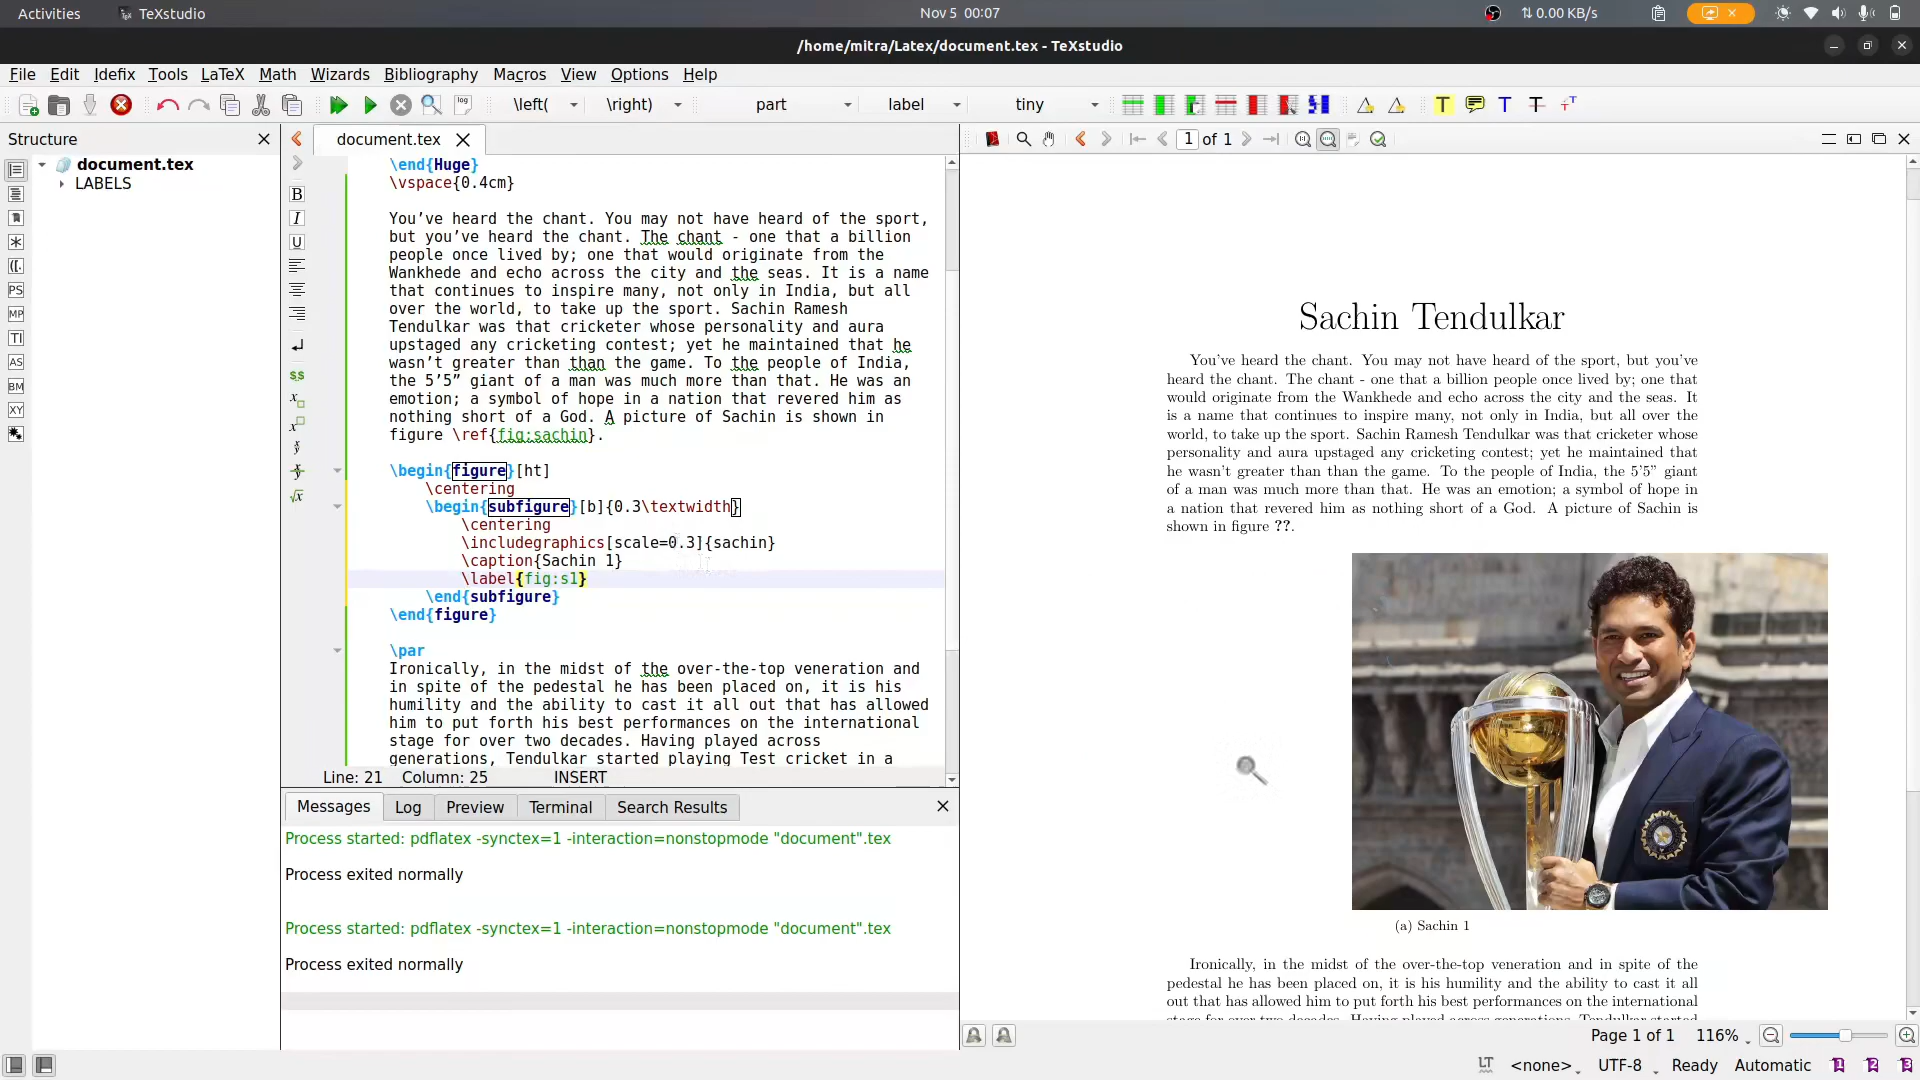 Activities
TeXstudio
Nov 5 00:07
0.00 KB/s
/home/mitra/Latex/document.tex - TeXstudio
File Edit Idefix Tools LaTeX Math Wizards Bibliography Macros View Options Help
log \left( \right) part label tiny
Structure
document.tex
LABELS
PS
MP
TI
AS
BM
XY
document.tex
1 of 1
B
I
U
$$
\end{Huge}
\vspace{0.4cm}
You’ve heard the chant. You may not have heard of the sport,
but you’ve heard the chant. The chant - one that a billion
people once lived by; one that would originate from the
Wankhede and echo across the city and the seas. It is a name
that continues to inspire many, not only in India, but all
over the world, to take up the sport. Sachin Ramesh
Tendulkar was that cricketer whose personality and aura
upstaged any cricketing contest; yet he maintained that he
wasn’t greater than than the game. To the people of India,
the 5’5” giant of a man was much more than that. He was an
emotion; a symbol of hope in a nation that revered him as
nothing short of a God. A picture of Sachin is shown in
figure \ref{fig:sachin}.
\begin{figure}[ht]
\centering
\begin{subfigure}[b]{0.3\textwidth}
\centering
\includegraphics[scale=0.3]{sachin}
\caption{Sachin 1}
\label{fig:s1}
\end{subfigure}
\end{figure}
\par
Ironically, in the midst of the over-the-top veneration and
in spite of the pedestal he has been placed on, it is his
humility and the ability to cast it all out that has allowed
him to put forth his best performances on the international
stage for over two decades. Having played across
generations, Tendulkar started playing Test cricket in a
Line: 21 Column: 25 INSERT
Messages Log Preview Terminal Search Results
Process started: pdflatex -synctex=1 -interaction=nonstopmode "document".tex
Process exited normally
Process started: pdflatex -synctex=1 -interaction=nonstopmode "document".tex
Process exited normally
Sachin Tendulkar
You’ve heard the chant. You may not have heard of the sport, but you’ve
heard the chant. The chant - one that a billion people once lived by; one that
would originate from the Wankhede and echo across the city and the seas. It
is a name that continues to inspire many, not only in India, but all over the
world, to take up the sport. Sachin Ramesh Tendulkar was that cricketer whose
personality and aura upstaged any cricketing contest; yet he maintained that
he wasn’t greater than than the game. To the people of India, the 5’5” giant
of a man was much more than that. He was an emotion; a symbol of hope in
a nation that revered him as nothing short of a God. A picture of Sachin is
shown in figure ??.
(a) Sachin 1
Ironically, in the midst of the over-the-top veneration and in spite of the
pedestal he has been placed on, it is his humility and the ability to cast it all
out that has allowed him to put forth his best performances on the international
stage for over two decades. Having played across generations, Tendulkar started
Page 1 of 1 116%
LT <none> UTF-8 Ready Automatic 1 2 3